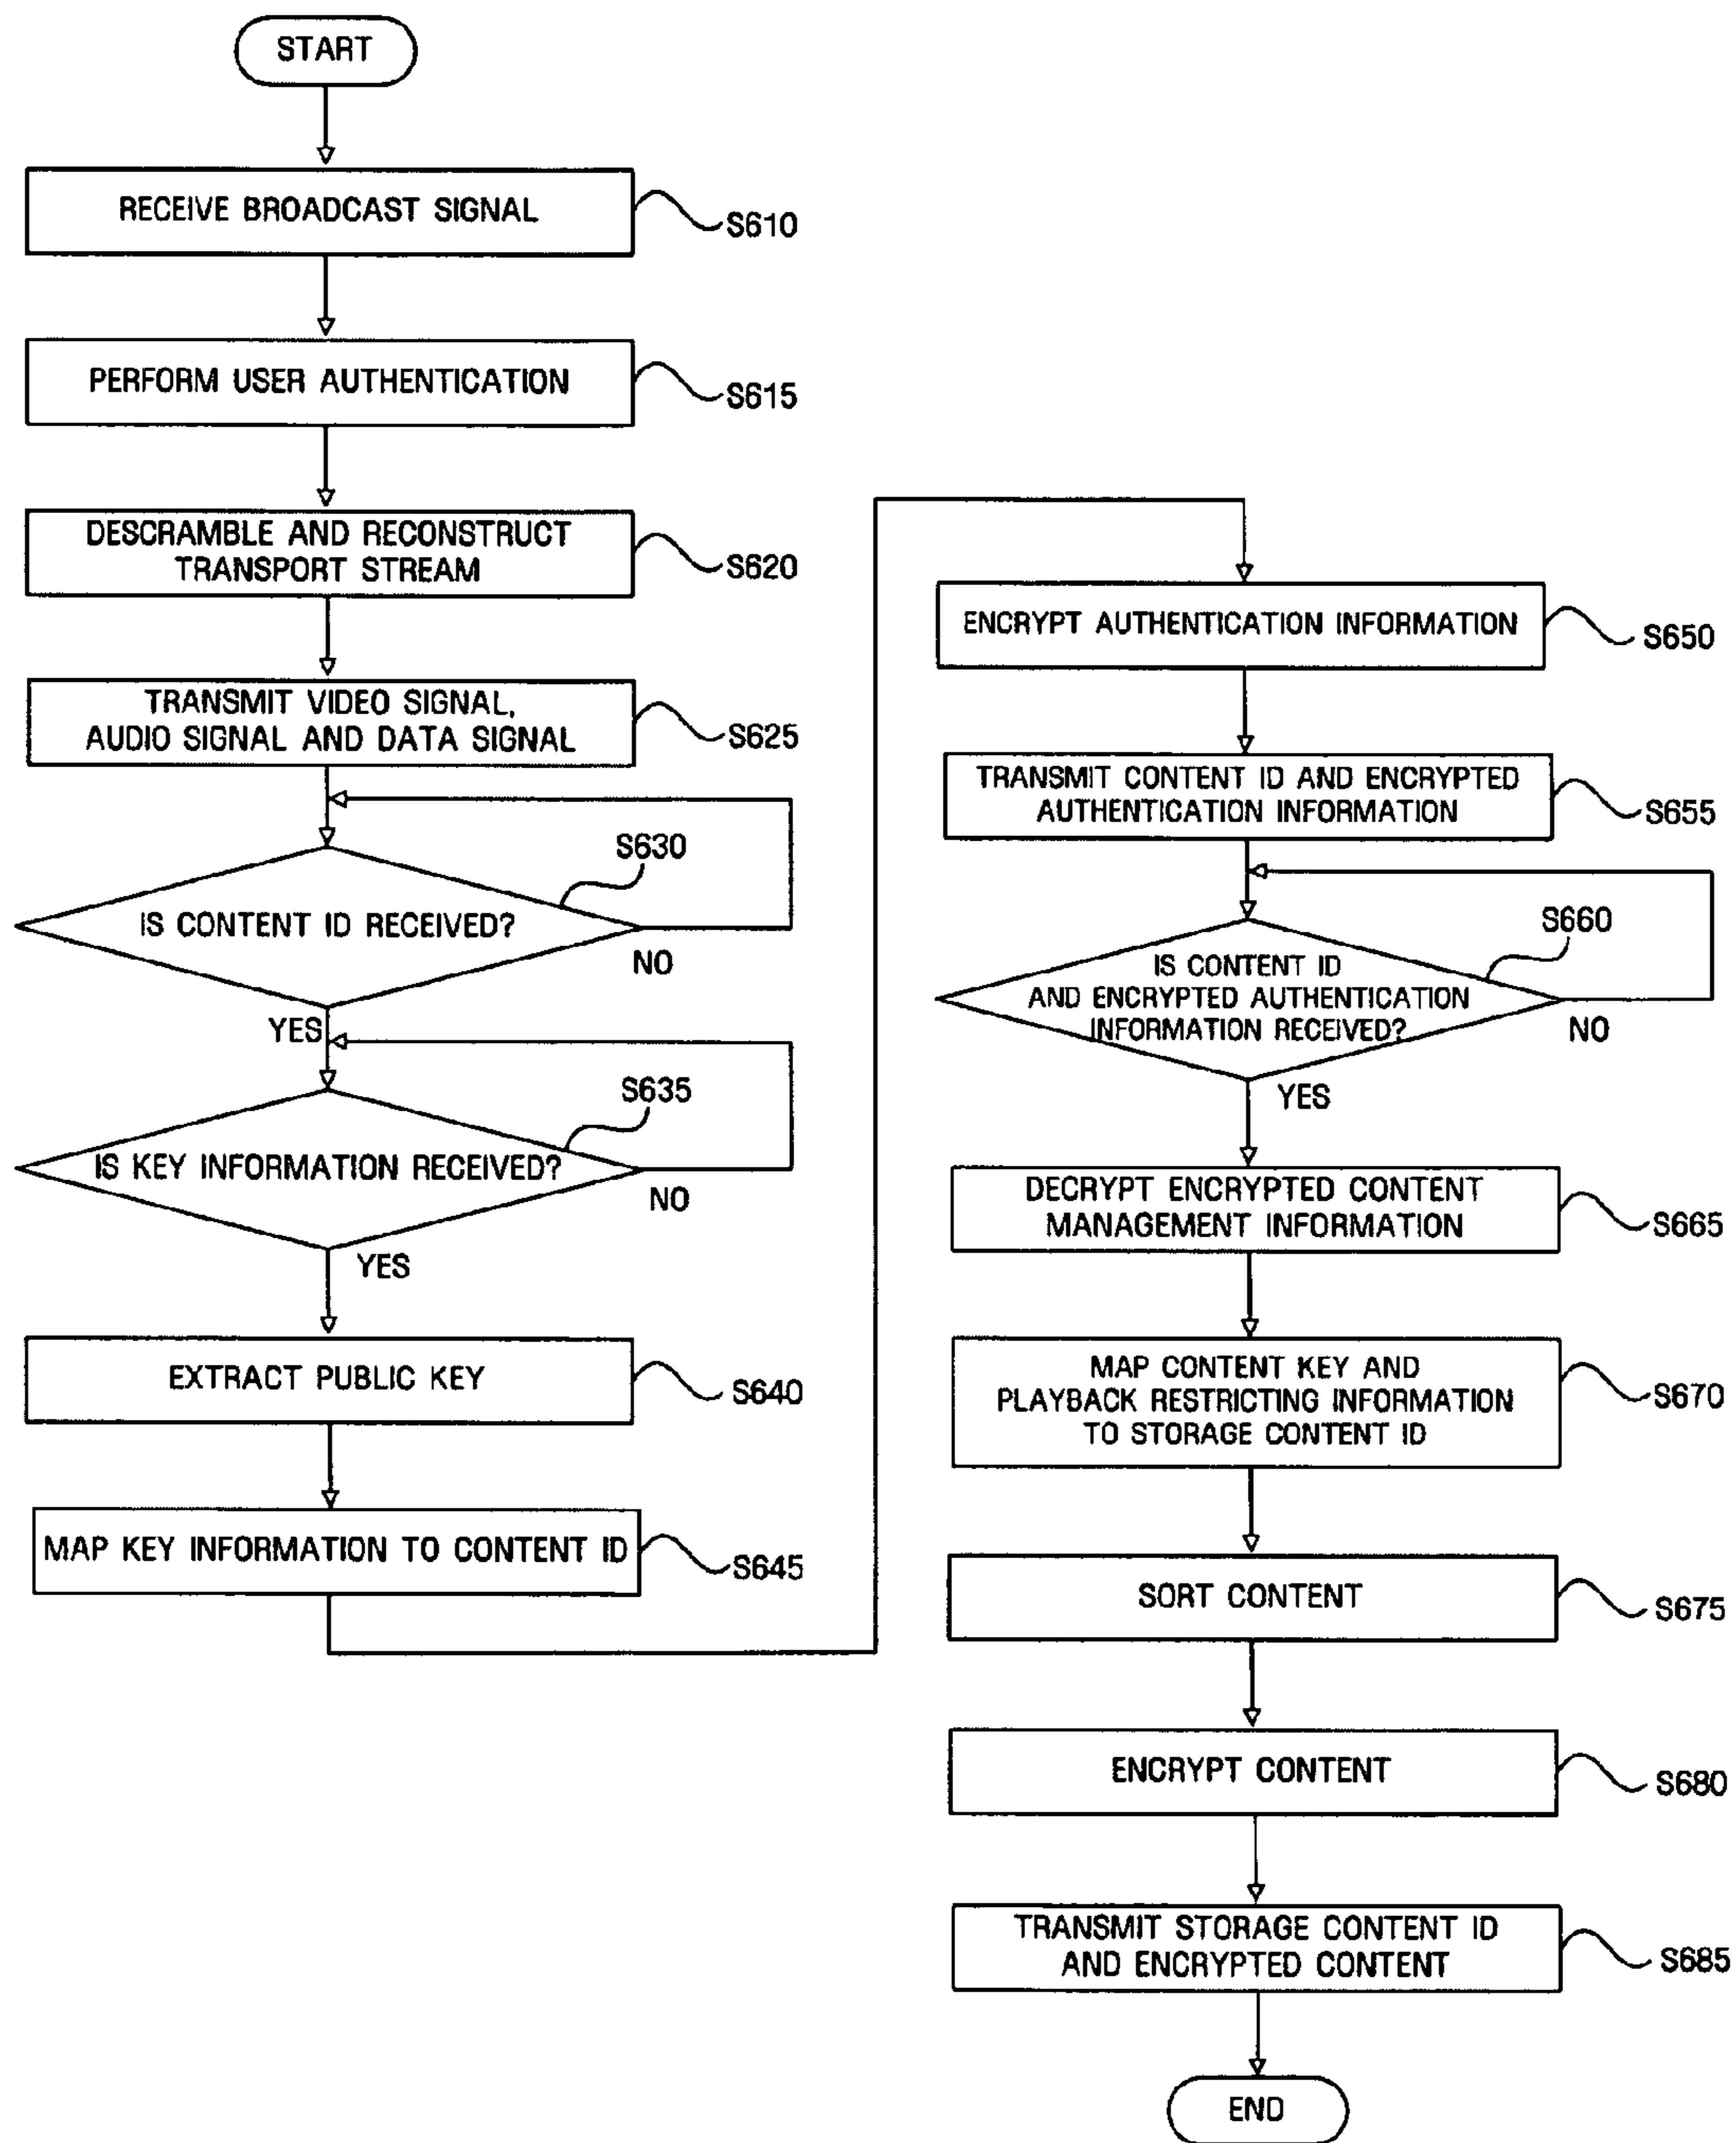 START
RECEIVE BROADCAST SIGNAL
S610
PERFORM USER AUTHENTICATION
S615
DESCRAMBLE AND RECONSTRUCT
TRANSPORT STREAM
S620
TRANSMIT VIDEO SIGNAL,
AUDIO SIGNAL AND DATA SIGNAL
S625
S630
IS CONTENT ID RECEIVED?
NO
YES
S635
IS KEY INFORMATION RECEIVED?
NO
YES
EXTRACT PUBLIC KEY
S640
MAP KEY INFORMATION TO CONTENT ID
S645
ENCRYPT AUTHENTICATION INFORMATION
S650
TRANSMIT CONTENT ID AND ENCRYPTED
AUTHENTICATION INFORMATION
S655
S660
IS CONTENT ID
AND ENCRYPTED AUTHENTICATION
INFORMATION RECEIVED?
NO
YES
DECRYPT ENCRYPTED CONTENT
MANAGEMENT INFORMATION
S665
MAP CONTENT KEY AND
PLAYBACK RESTRICTING INFORMATION
TO STORAGE CONTENT ID
S670
SORT CONTENT
S675
ENCRYPT CONTENT
S680
TRANSMIT STORAGE CONTENT ID
AND ENCRYPTED CONTENT
S685
END